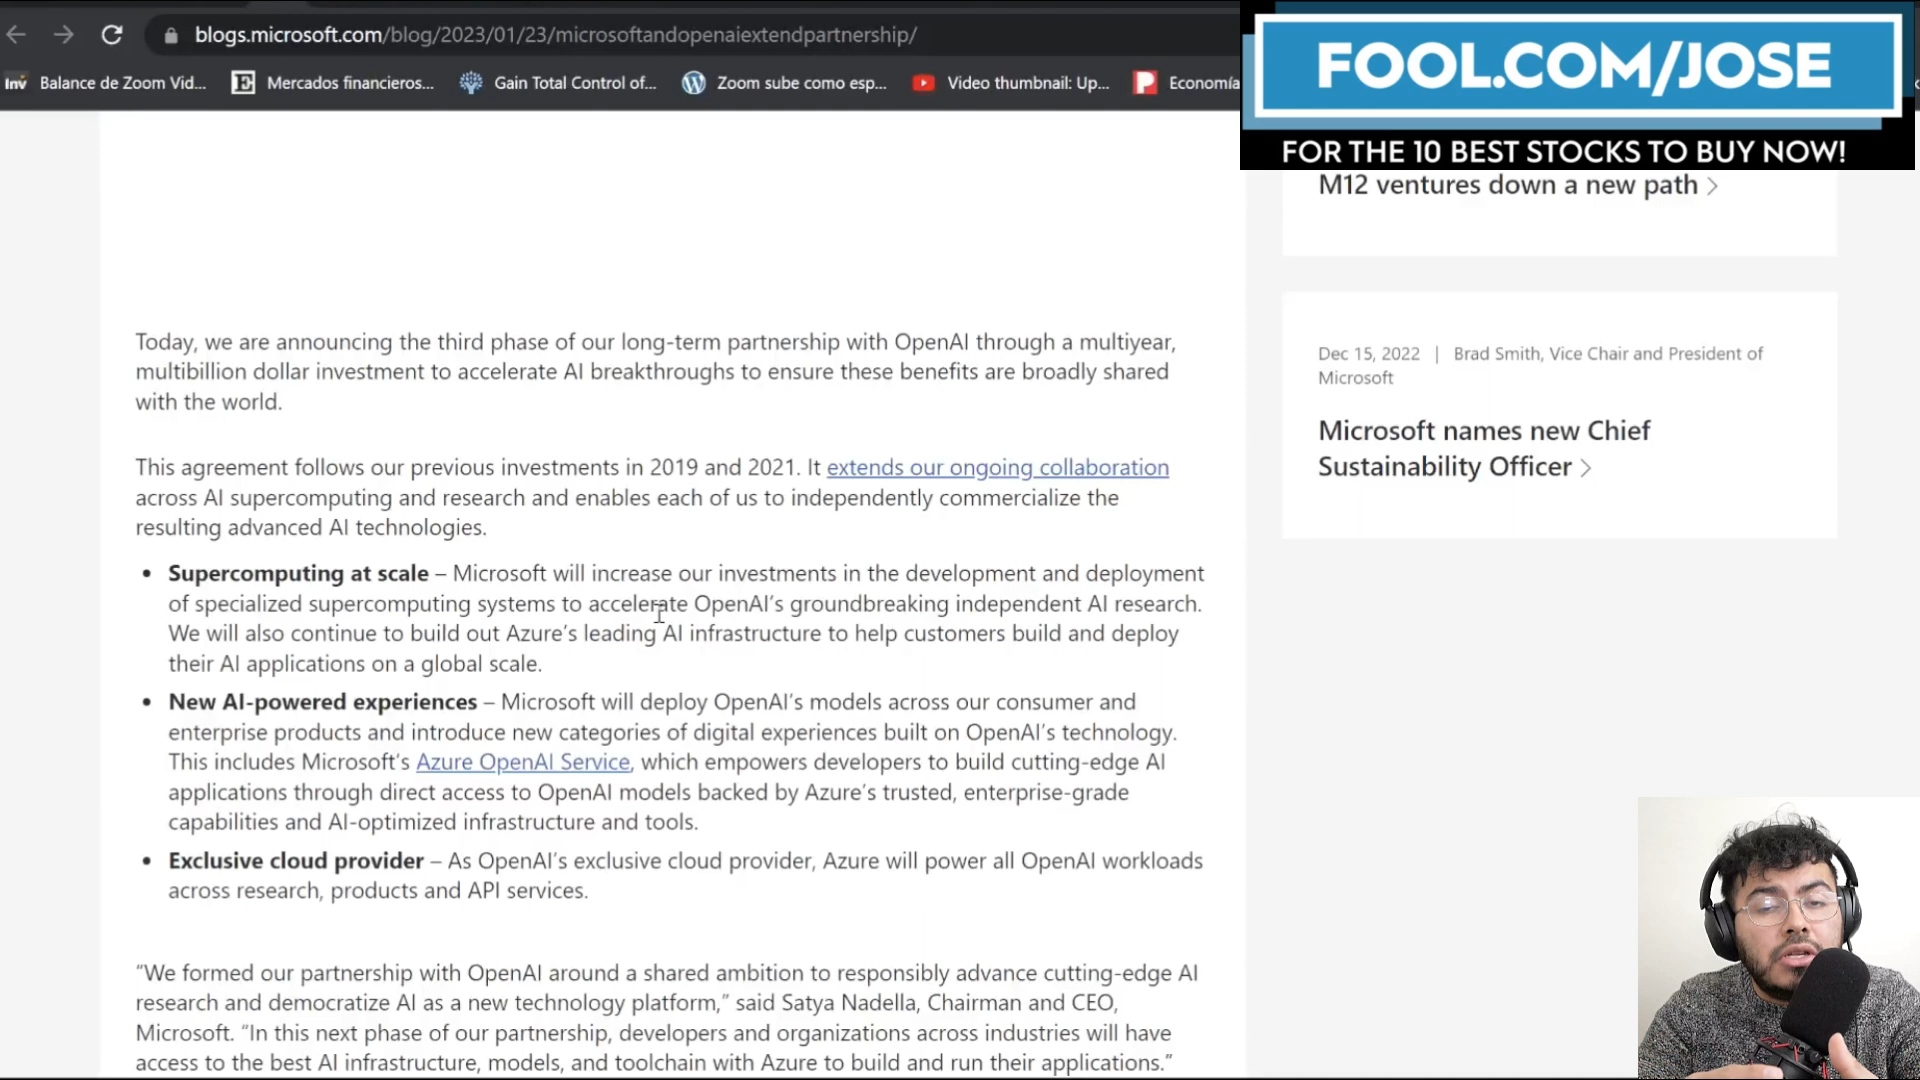 blogs.microsoft.com/blog/2023/01/23/microsoftandopenaiextendpartnership/
FOOL.COM/JOSE
FOR THE 10 BEST STOCKS TO BUY NOW!
Inv Balance de Zoom Vid... E Mercados financieros... Gain Total Control of... Zoom sube como esp... Video thumbnail: Up... P Economía
M12 ventures down a new path >
Dec 15, 2022 | Brad Smith, Vice Chair and President of
Microsoft
Microsoft names new Chief
Sustainability Officer >
Today, we are announcing the third phase of our long-term partnership with OpenAI through a multiyear,
multibillion dollar investment to accelerate AI breakthroughs to ensure these benefits are broadly shared
with the world.
This agreement follows our previous investments in 2019 and 2021. It extends our ongoing collaboration
across AI supercomputing and research and enables each of us to independently commercialize the
resulting advanced AI technologies.
• Supercomputing at scale – Microsoft will increase our investments in the development and deployment
of specialized supercomputing systems to accelerate OpenAI’s groundbreaking independent AI research.
We will also continue to build out Azure’s leading AI infrastructure to help customers build and deploy
their AI applications on a global scale.
• New AI-powered experiences – Microsoft will deploy OpenAI’s models across our consumer and
enterprise products and introduce new categories of digital experiences built on OpenAI’s technology.
This includes Microsoft’s Azure OpenAI Service, which empowers developers to build cutting-edge AI
applications through direct access to OpenAI models backed by Azure’s trusted, enterprise-grade
capabilities and AI-optimized infrastructure and tools.
• Exclusive cloud provider – As OpenAI’s exclusive cloud provider, Azure will power all OpenAI workloads
across research, products and API services.
“We formed our partnership with OpenAI around a shared ambition to responsibly advance cutting-edge AI
research and democratize AI as a new technology platform,” said Satya Nadella, Chairman and CEO,
Microsoft. “In this next phase of our partnership, developers and organizations across industries will have
access to the best AI infrastructure, models, and toolchain with Azure to build and run their applications.”